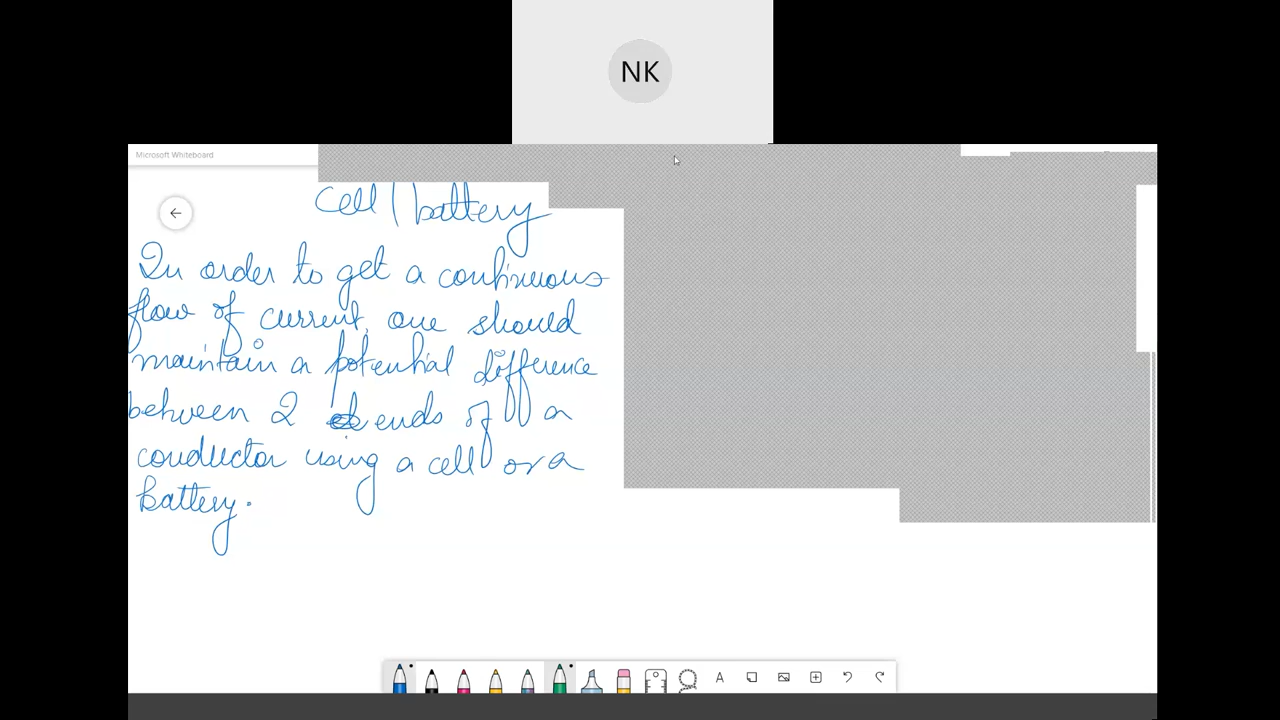 NK
Microsoft Whiteboard
Cell | battery
In order to get a continuous
flow of current, one should
maintain a potential difference
between 2 ends of a
conductor using a cell or a
battery.
A